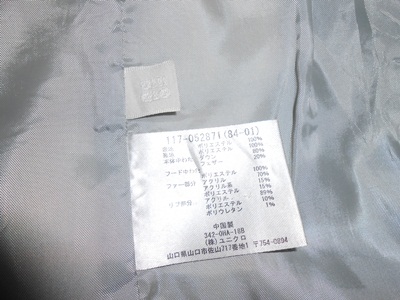 117-052871(84-01)
表地 ポリエステル 100%
裏地 ポリエステル 100%
ダウン 80%
フェザー 20%
フード中わた ポリエステル 100%
ファー部分 アクリル 70%
アクリル系 15%
ポリエステル 15%
リブ部分 アクリル 89%
ポリエステル 10%
ポリウレタン 1%
中国製
342-OHA-18B
(株)ユニクロ
山口県山口市佐山717番地1 〒754-0894